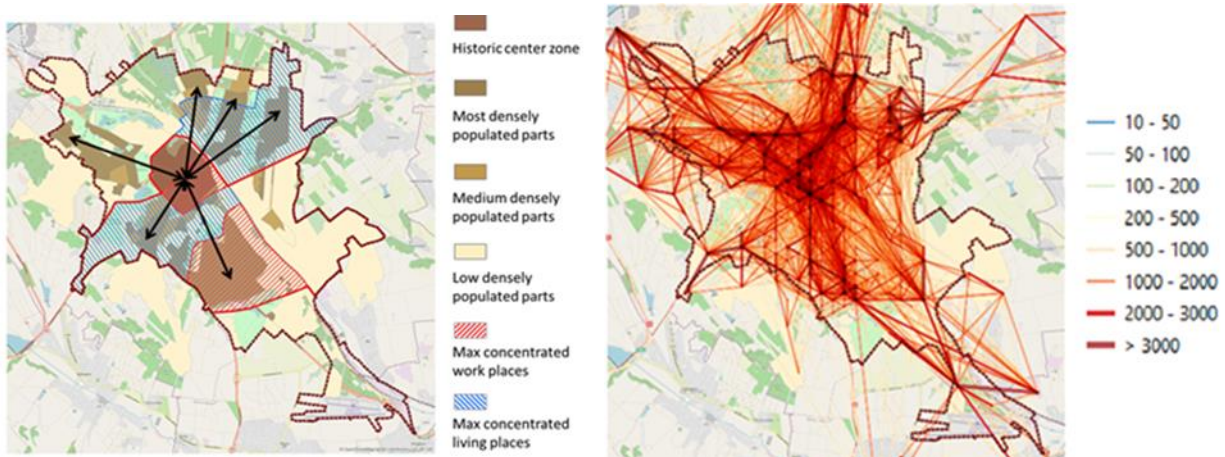 Historic center zone
Most densely
populated parts
Medium densely
populated parts
Low densely
populated parts
Max concentrated
work places
Max concentrated
living places
10 - 50
50 - 100
100 - 200
200 - 500
500 - 1000
1000 - 2000
2000 - 3000
> 3000